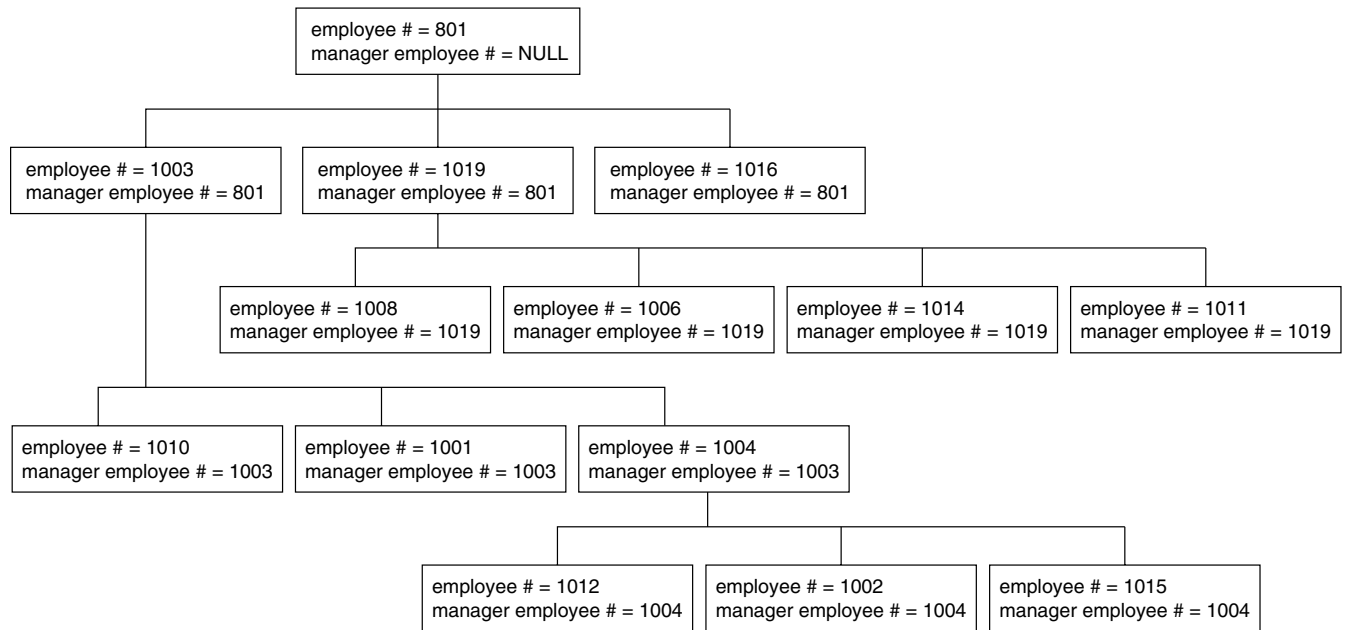 employee # = 801
manager employee # = NULL
employee # = 1003
manager employee # = 801
employee # = 1019
manager employee # = 801
employee # = 1016
manager employee # = 801
employee # = 1008
manager employee # = 1019
employee # = 1006
manager employee # = 1019
employee # = 1014
manager employee # = 1019
employee # = 1011
manager employee # = 1019
employee # = 1010
manager employee # = 1003
employee # = 1001
manager employee # = 1003
employee # = 1004
manager employee # = 1003
employee # = 1012
manager employee # = 1004
employee # = 1002
manager employee # = 1004
employee # = 1015
manager employee # = 1004